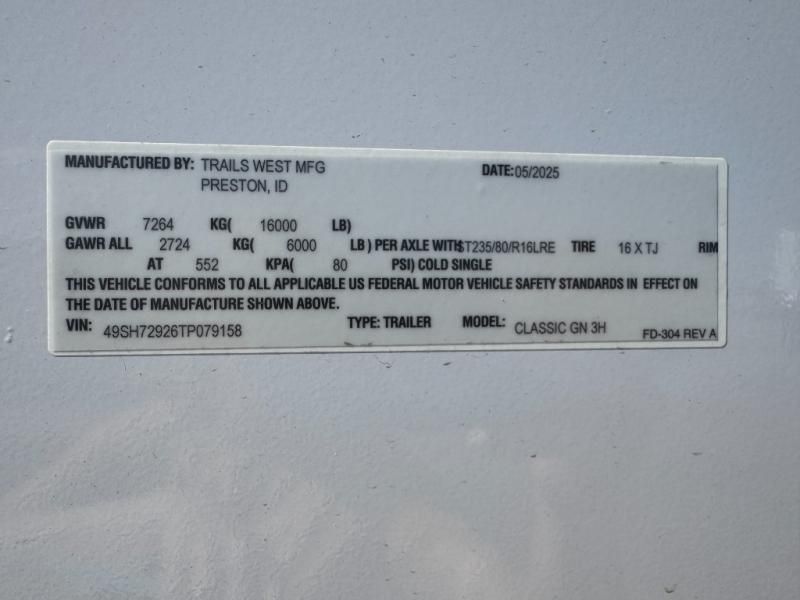 MANUFACTURED BY: TRAILS WEST MFG DATE:05/2025
PRESTON, ID
GVWR 7264 KG( 16000 LB)
GAWR ALL 2724 KG( 6000 LB ) PER AXLE WITH ST235/80/R16LRE TIRE 16 X TJ RIM
AT 552 KPA( 80 PSI) COLD SINGLE
THIS VEHICLE CONFORMS TO ALL APPLICABLE US FEDERAL MOTOR VEHICLE SAFETY STANDARDS IN EFFECT ON
THE DATE OF MANUFACTURE SHOWN ABOVE.
VIN: 49SH72926TP079158 TYPE: TRAILER MODEL: CLASSIC GN 3H
FD-304 REV A